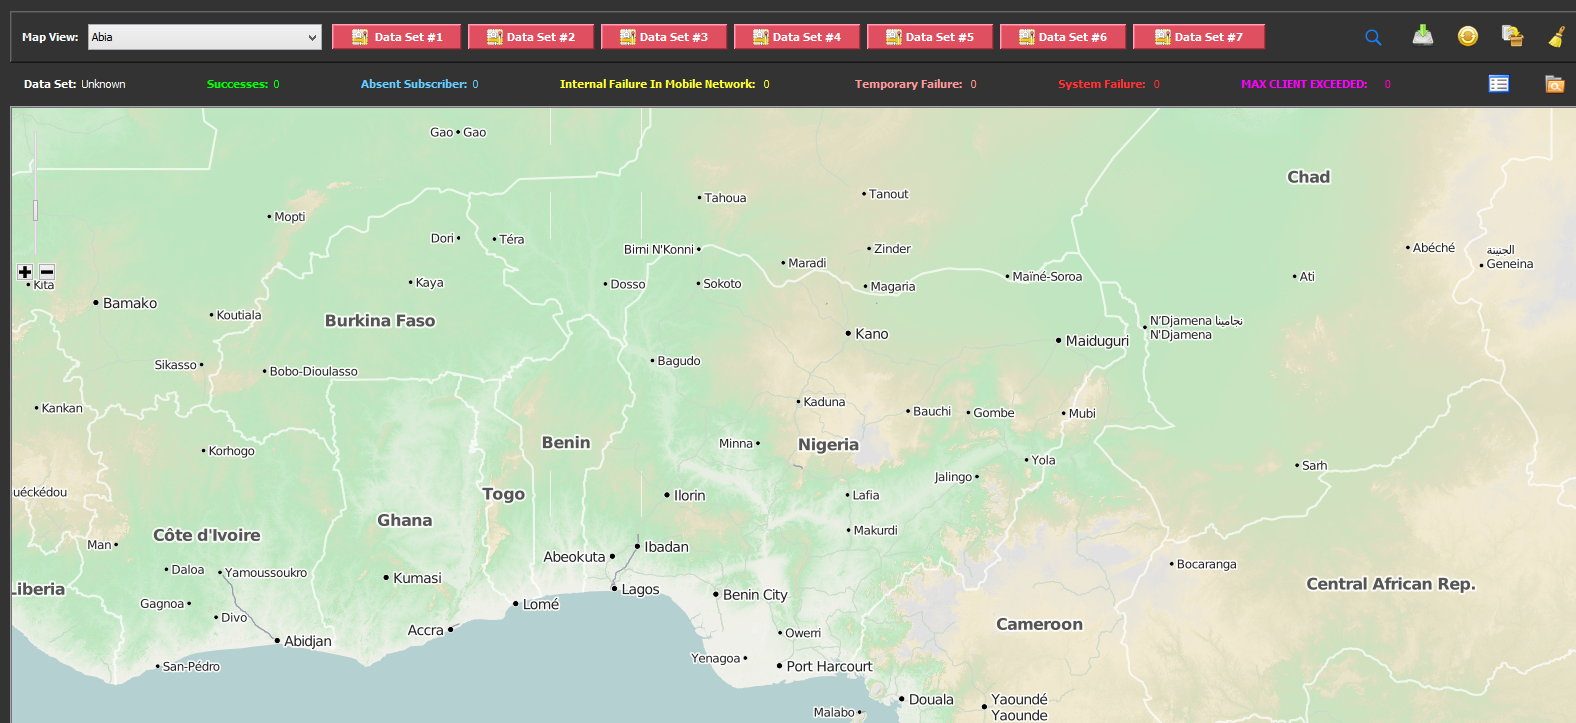 Map View: Abia Data Set #1 Data Set #2 Data Set #3 Data Set #4 Data Set #5 Data Set #6 Data Set #7
Data Set: Unknown Successes: 0 Absent Subscriber: 0 Internal Failure In Mobile Network: 0 Temporary Failure: 0 System Failure: 0 MAX CLIENT EXCEEDED: 0
Gao Gao
Chad
Tahoua
Tanout
Mopti
Dori
Téra
Birni N'Konni
Zinder
Abéché
الجنينة
Geneina
Maradi
Maïné-Soroa
Ati
Kita
Kaya
Dosso
Sokoto
Magaria
Bamako
Koutiala
Burkina Faso
N'Djamena نجامينا
N'Djamena
Kano
Maiduguri
Sikasso
Bobo-Dioulasso
Bagudo
Kankan
Kaduna
Bauchi
Gombe
Mubi
Korhogo
Benin
Minna
Nigeria
Yola
Sarh
Jalingo
uéckédou
Togo
Ilorin
Lafia
Ghana
Makurdi
Côte d'Ivoire
Man
Ibadan
Abeokuta
Bocaranga
Daloa
Yamoussoukro
Kumasi
Central African Rep.
Liberia
Lagos
Benin City
Gagnoa
Lomé
Divo
Cameroon
Accra
Owerri
Abidjan
Yenagoa
San-Pédro
Port Harcourt
Douala
Yaoundé
Yaounde
Malabo